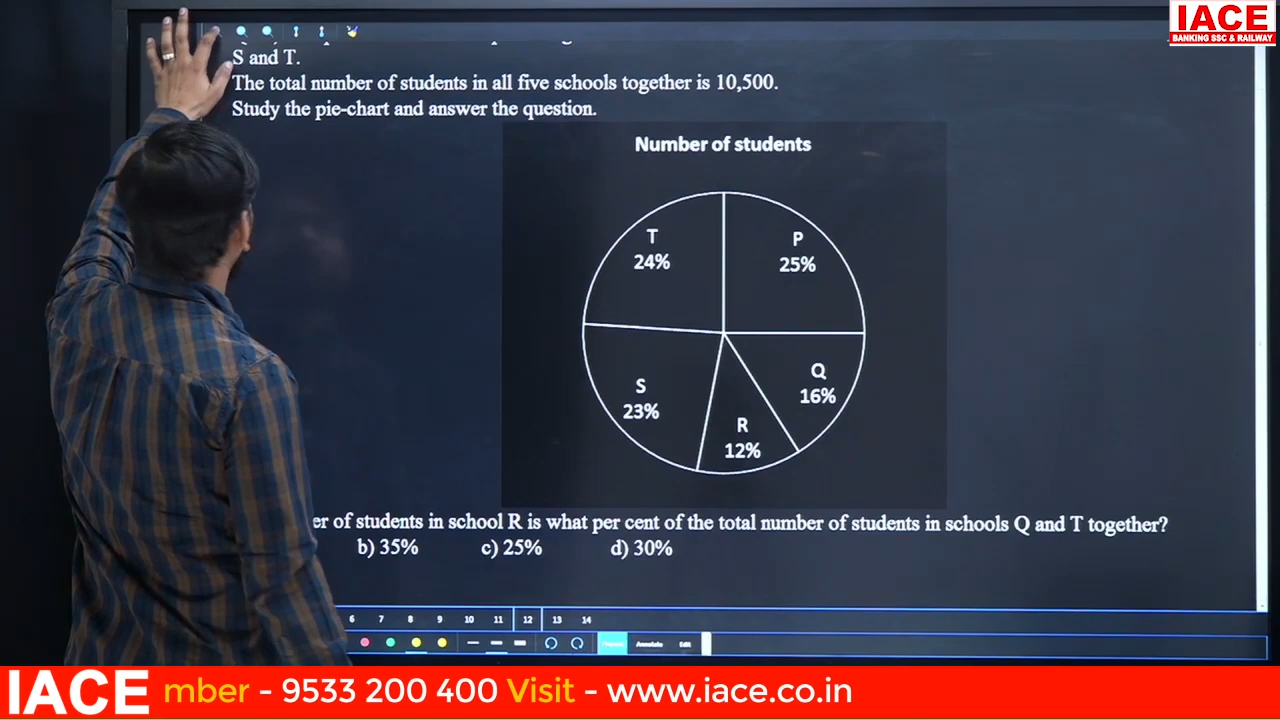 IACE
BANKING SSC & RAILWAY
S and T.
The total number of students in all five schools together is 10,500.
Study the pie-chart and answer the question.
Number of students
T
24%
P
25%
S
23%
Q
16%
R
12%
er of students in school R is what per cent of the total number of students in schools Q and T together?
b) 35% c) 25% d) 30%
6 7 8 9 10 11 12 13 14
Annotate Edit
IACE mber - 9533 200 400 Visit - www.iace.co.in